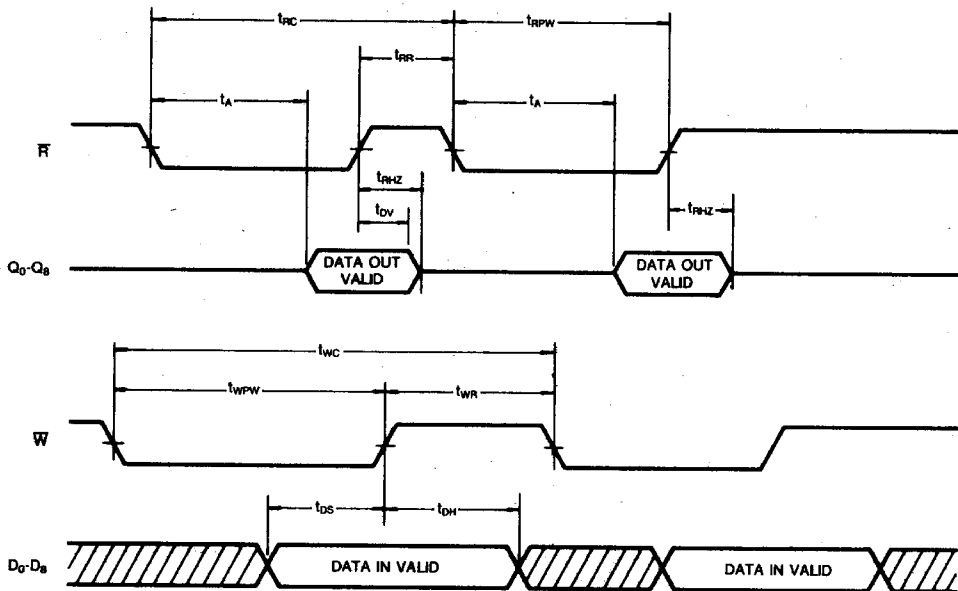 tRC
tRPW
tRR
tA
tA
R̅
tRHZ
tDV
tRHZ
Q0-Q8
DATA OUT VALID
DATA OUT VALID
tWC
tWPW
tWR
W̅
tDS
tDH
D0-D8
DATA IN VALID
DATA IN VALID